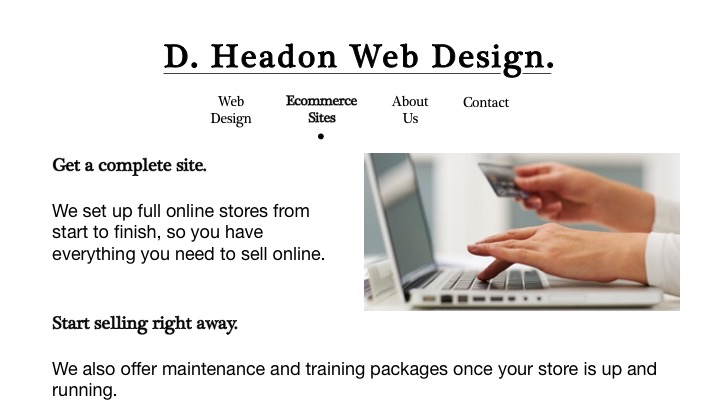 D. Headon Web Design.
Web Design
Ecommerce Sites
About Us
Contact
Get a complete site.
We set up full online stores from
start to finish, so you have
everything you need to sell online.
Start selling right away.
We also offer maintenance and training packages once your store is up and
running.